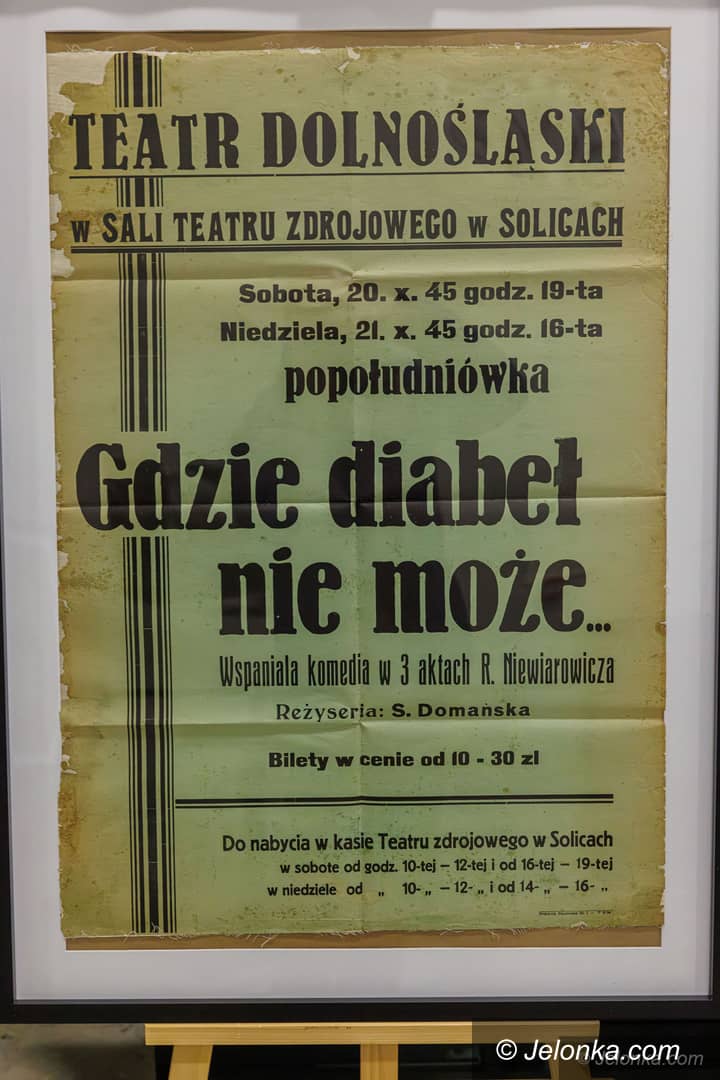 TEATR DOLNOŚLASKI
W SALI TEATRU ZDROJOWEGO W SOLICACH
Sobota, 20. x. 45 godz. 19-ta
Niedziela, 21. x. 45 godz. 16-ta
popołudniówka
Gdzie diabeł
nie może...
Wspaniala komedia w 3 aktach R. Niewiarowicza
Reżyseria: S. Domańska
Bilety w cenie od 10 - 30 zl
Do nabycia w kasie Teatru zdrojowego w Solicach
w sobote od godz. 10-tej – 12-tej i od 16-tej – 19-tej
w niedziele od „ 10- „ – 12- „ i od 14- „ – 16- „
© Jelonka.com
© Jelonka.com